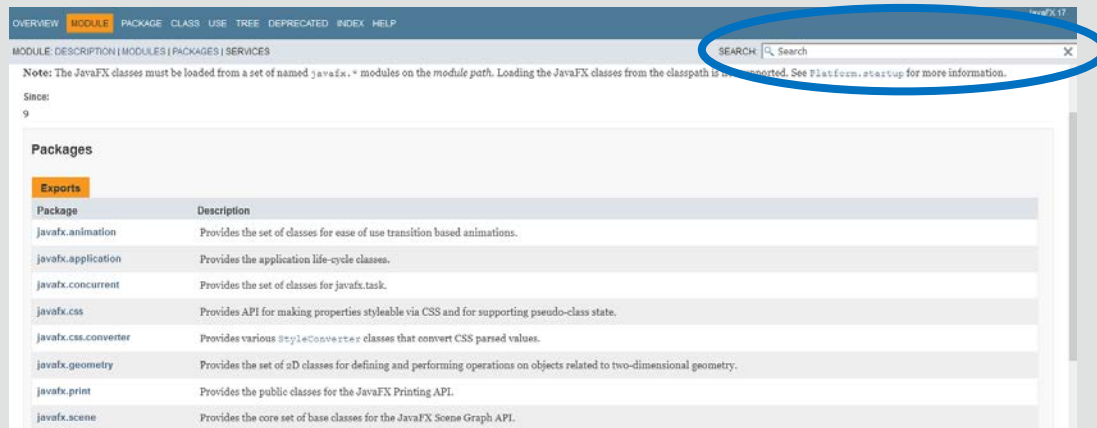 JavaFX 17
OVERVIEW MODULE PACKAGE CLASS USE TREE DEPRECATED INDEX HELP
MODULE: DESCRIPTION | MODULES | PACKAGES | SERVICES SEARCH: Search
Note: The JavaFX classes must be loaded from a set of named javafx.* modules on the module path. Loading the JavaFX classes from the classpath is not supported. See Platform.startup for more information.
Since:
9
Packages
Exports
Package Description
javafx.animation Provides the set of classes for ease of use transition based animations.
javafx.application Provides the application life-cycle classes.
javafx.concurrent Provides the set of classes for javafx.task.
javafx.css Provides API for making properties styleable via CSS and for supporting pseudo-class state.
javafx.css.converter Provides various StyleConverter classes that convert CSS parsed values.
javafx.geometry Provides the set of 2D classes for defining and performing operations on objects related to two-dimensional geometry.
javafx.print Provides the public classes for the JavaFX Printing API.
javafx.scene Provides the core set of base classes for the JavaFX Scene Graph API.